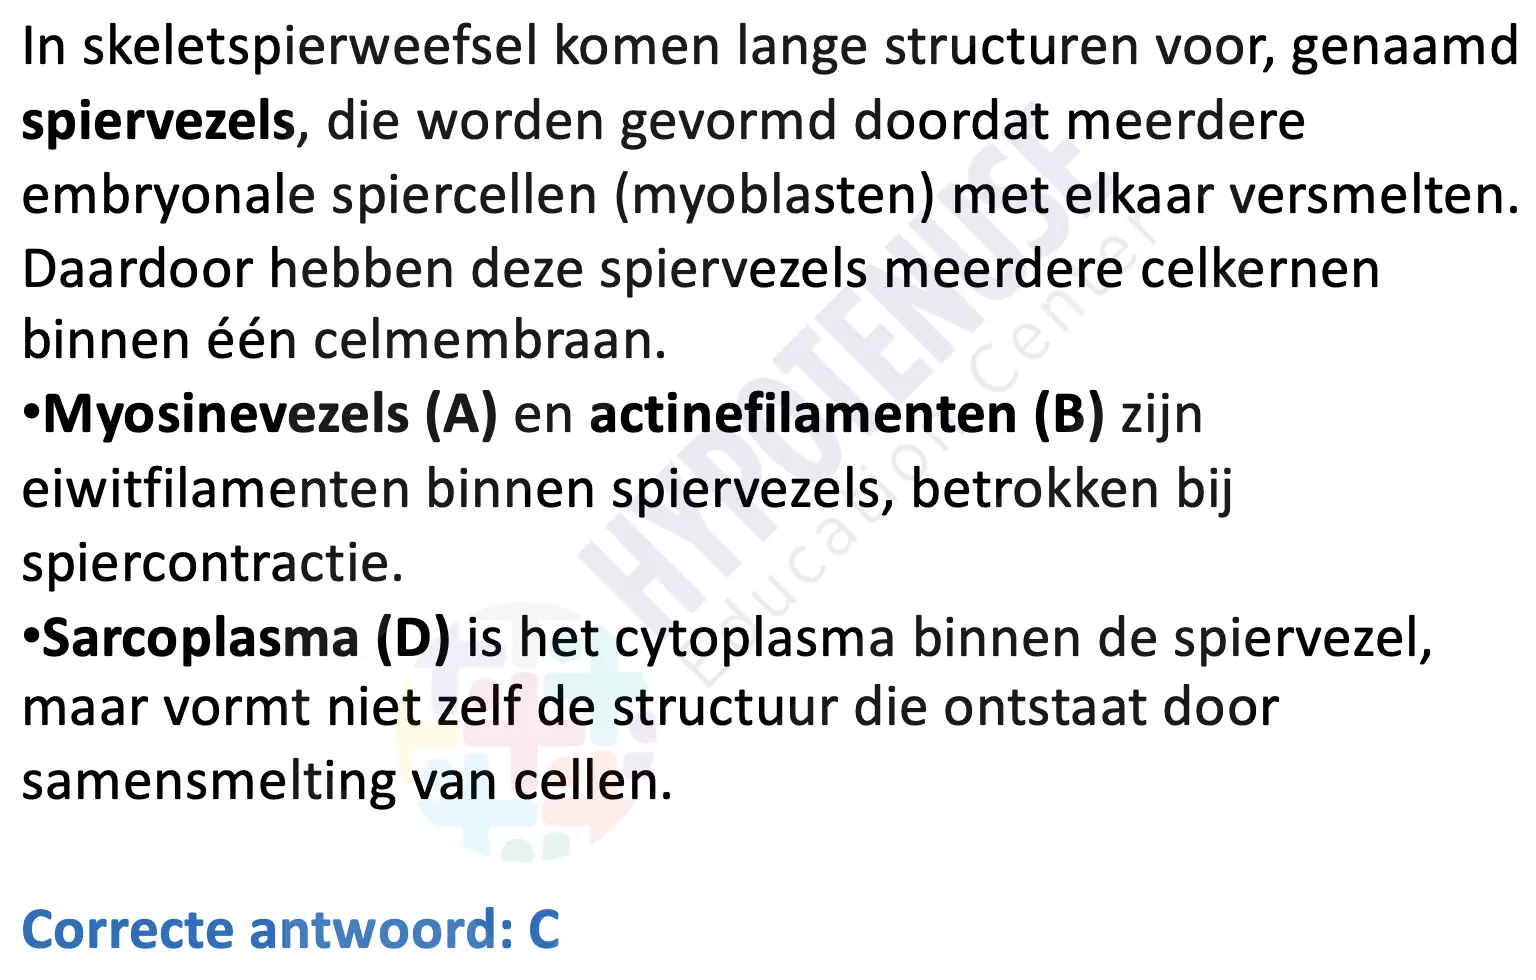 In skeletspierweefsel komen lange structuren voor, genaamd
spiervezels, die worden gevormd doordat meerdere
embryonale spiercellen (myoblasten) met elkaar versmelten.
Daardoor hebben deze spiervezels meerdere celkernen
binnen één celmembraan.
•Myosinevezels (A) en actinefilamenten (B) zijn
eiwitfilamenten binnen spiervezels, betrokken bij
spiercontractie.
•Sarcoplasma (D) is het cytoplasma binnen de spiervezel,
maar vormt niet zelf de structuur die ontstaat door
samensmelting van cellen.
Correcte antwoord: C
HYPOTENUSE
Education Center